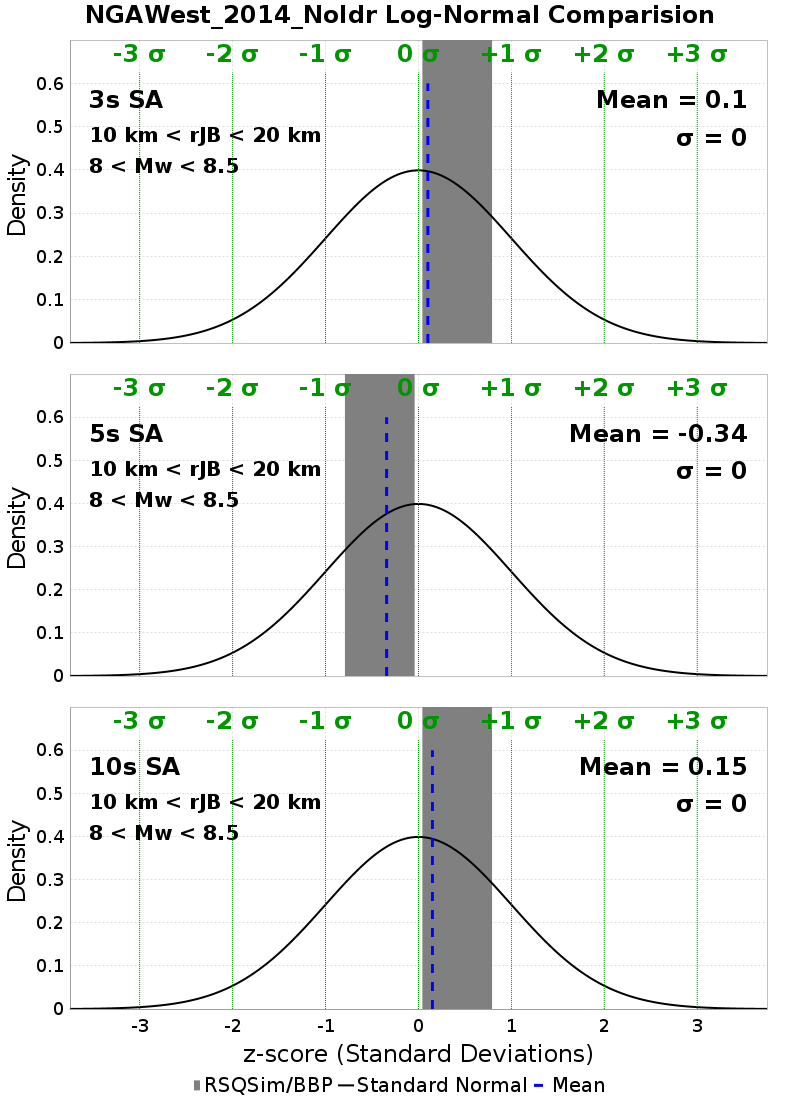 NGAWest_2014_NoIdr Log-Normal Comparision
-3 σ -2 σ -1 σ 0 σ +1 σ +2 σ +3 σ
3s SA
10 km < rJB < 20 km
8 < Mw < 8.5
Mean = 0.1
σ = 0
Density
0.6
0.5
0.4
0.3
0.2
0.1
0
-3 σ -2 σ -1 σ 0 σ +1 σ +2 σ +3 σ
5s SA
10 km < rJB < 20 km
8 < Mw < 8.5
Mean = -0.34
σ = 0
Density
0.6
0.5
0.4
0.3
0.2
0.1
0
-3 σ -2 σ -1 σ 0 σ +1 σ +2 σ +3 σ
10s SA
10 km < rJB < 20 km
8 < Mw < 8.5
Mean = 0.15
σ = 0
Density
0.6
0.5
0.4
0.3
0.2
0.1
0
-3 -2 -1 0 1 2 3
z-score (Standard Deviations)
RSQSim/BBP Standard Normal Mean